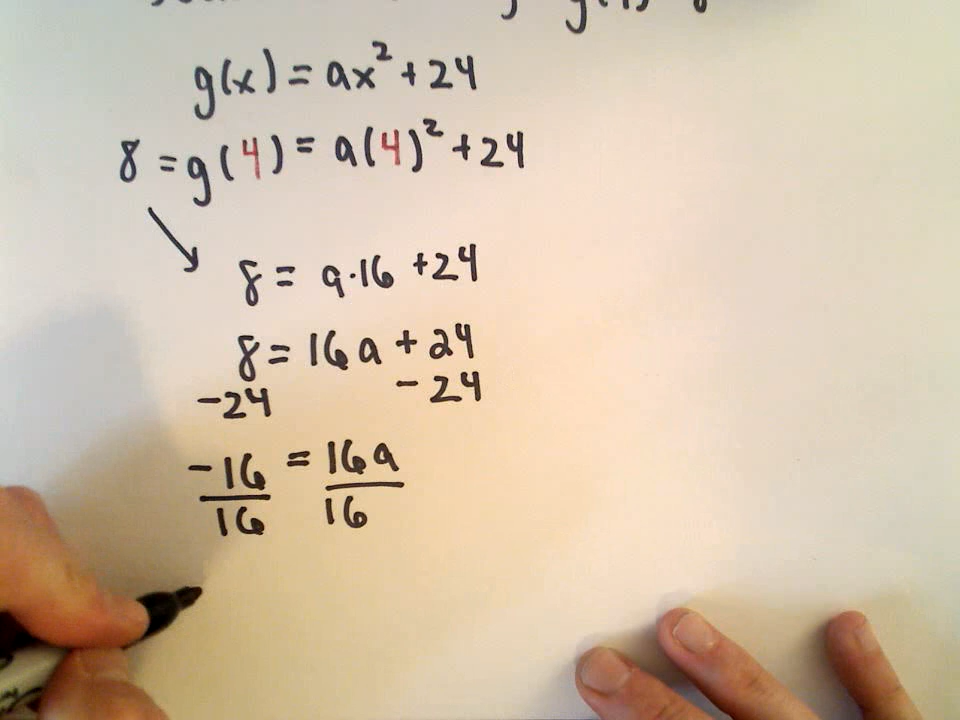 g(x) = ax² + 24
8 = g(4) = a(4)² + 24
8 = a·16 + 24
8 = 16a + 24
-24 -24
-16 = 16a
16 16